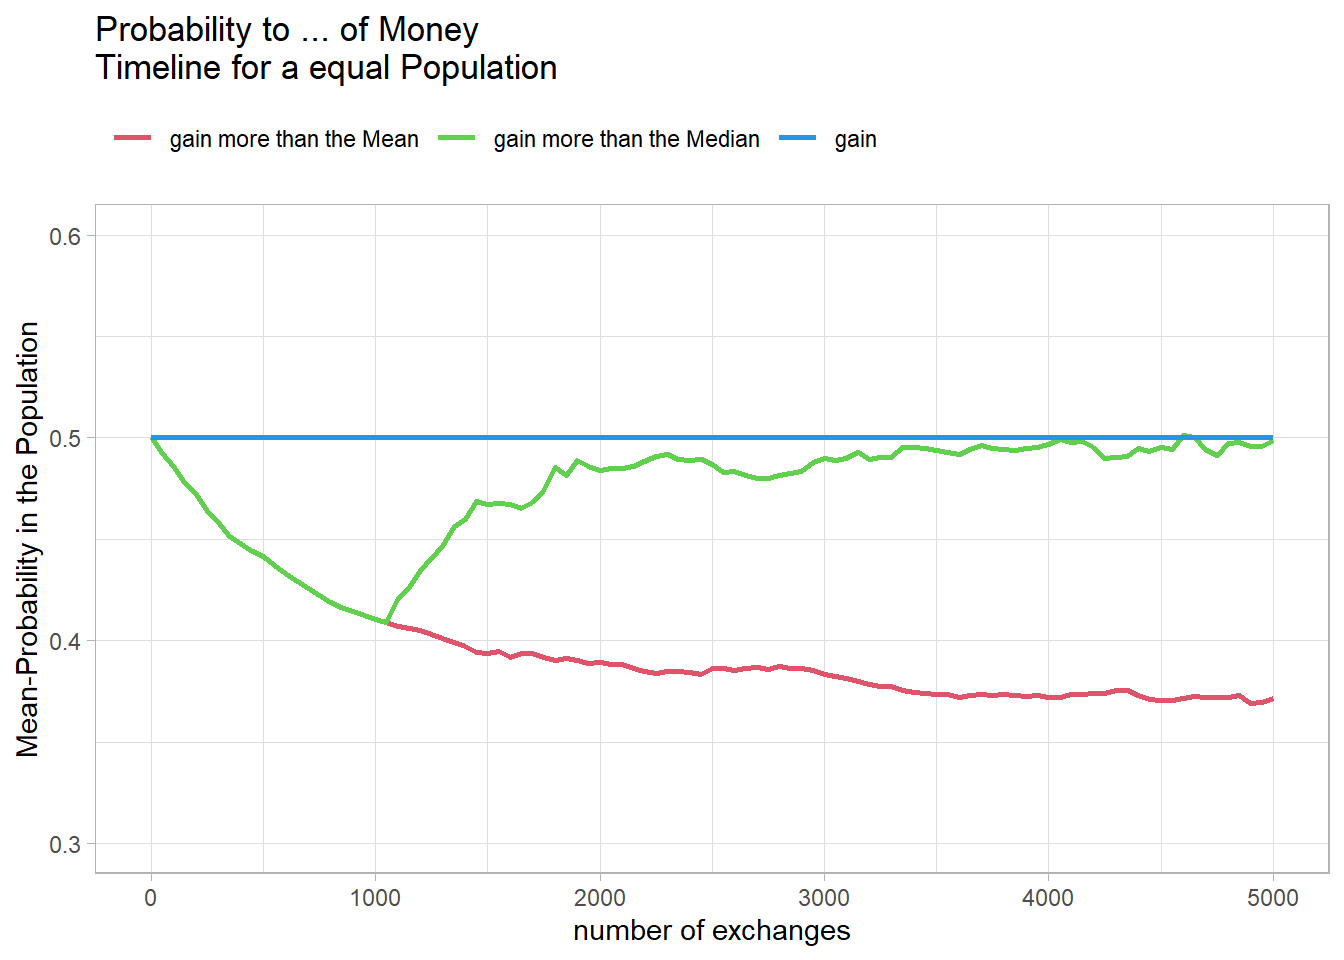 Probability to ... of Money
Timeline for a equal Population
gain more than the Mean gain more than the Median gain
Mean-Probability in the Population
0.6
0.5
0.4
0.3
0 1000 2000 3000 4000 5000
number of exchanges